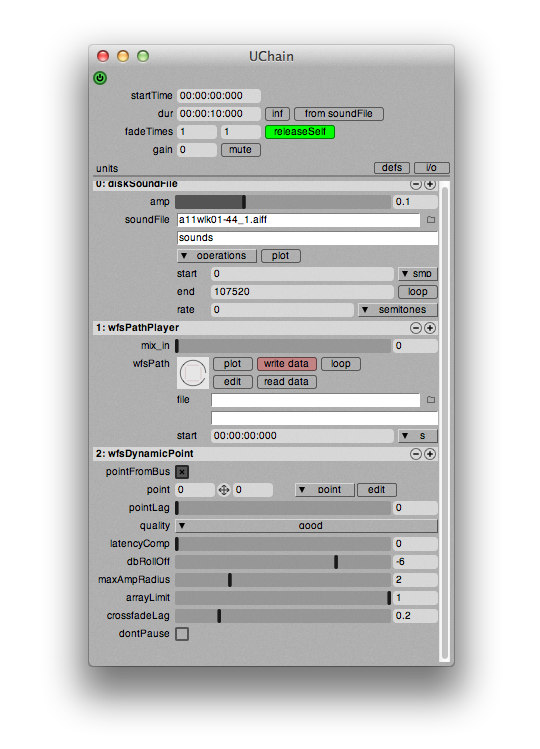 UChain
startTime 00:00:00:000
dur 00:00:10:000 inf from soundFile
fadeTimes 1 1 releaseSelf
gain 0 mute
units defs i/o
0: diskSoundFile
amp 0.1
soundFile a11wlk01-44_1.aiff
sounds
operations plot
start 0 smp
end 107520 loop
rate 0 semitones
1: wfsPathPlayer
mix_in 0
wfsPath plot write data loop
edit read data
file
start 00:00:00:000 s
2: wfsDynamicPoint
pointFromBus
point 0 0 point edit
pointLag 0
quality good
latencyComp 0
dbRollOff -6
maxAmpRadius 2
arrayLimit 1
crossfadeLag 0.2
dontPause